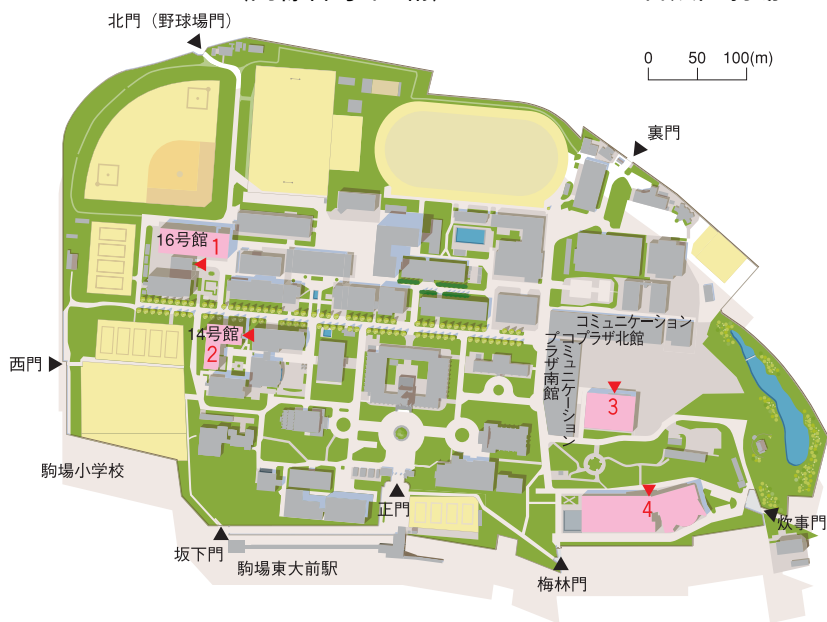 北門（野球場門）
0 50 100(m)
裏門
16号館 1
14号館
2
コミュニケーション
プラザ北館
コミュニケーション
プラザ南館
3
西門
駒場小学校
4
正門
炊事門
坂下門
駒場東大前駅
梅林門